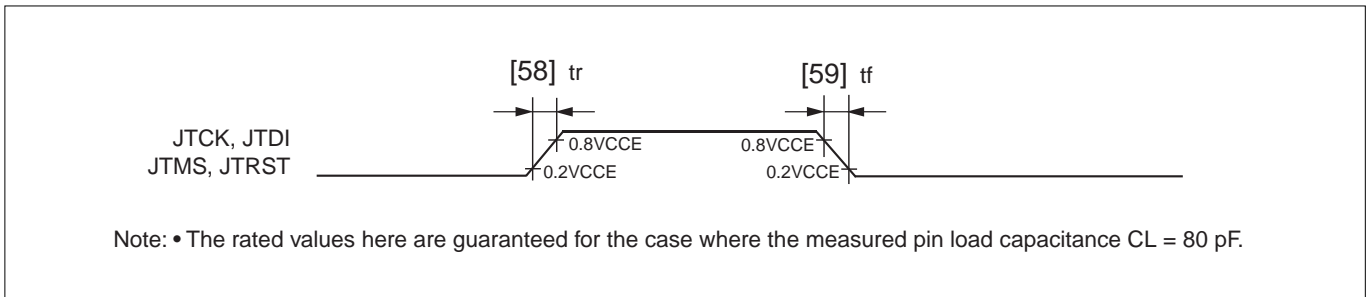 [58] tr
[59] tf
JTCK, JTDI
JTMS, JTRST
0.8VCCE
0.8VCCE
0.2VCCE
0.2VCCE
Note: • The rated values here are guaranteed for the case where the measured pin load capacitance CL = 80 pF.